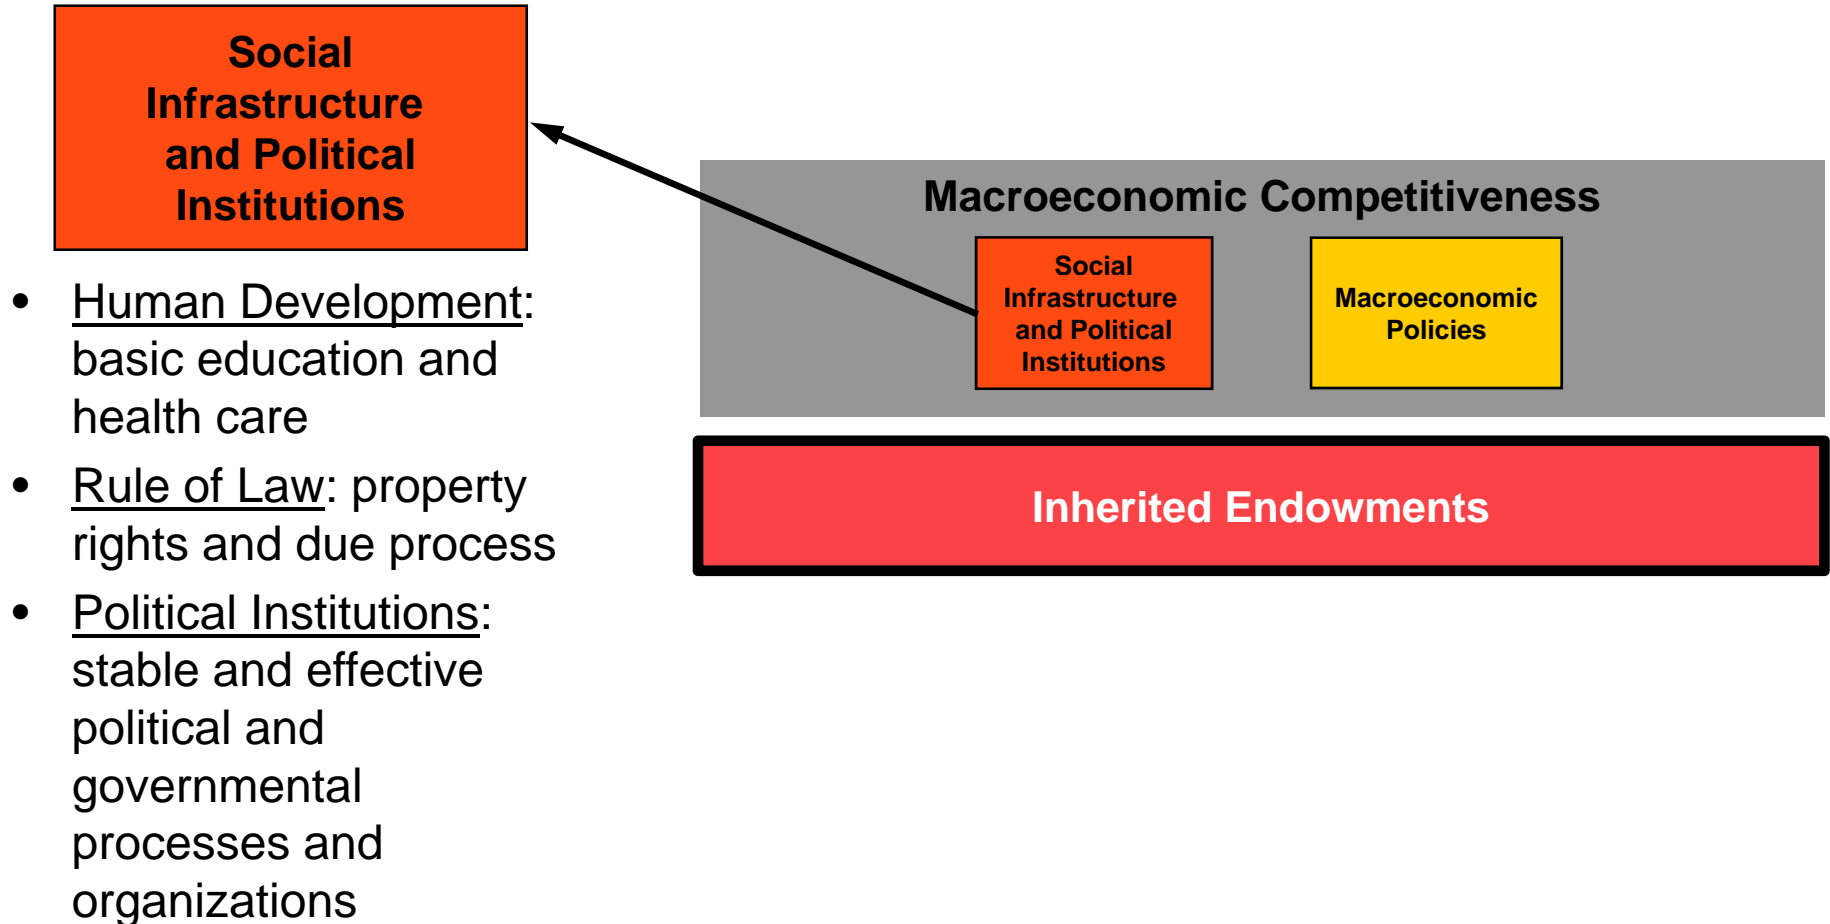 Social
Infrastructure
and Political
Institutions
• Human Development:
basic education and
health care
• Rule of Law: property
rights and due process
• Political Institutions:
stable and effective
political and
governmental
processes and
organizations
Macroeconomic Competitiveness
Social
Infrastructure
and Political
Institutions
Macroeconomic
Policies
Inherited Endowments